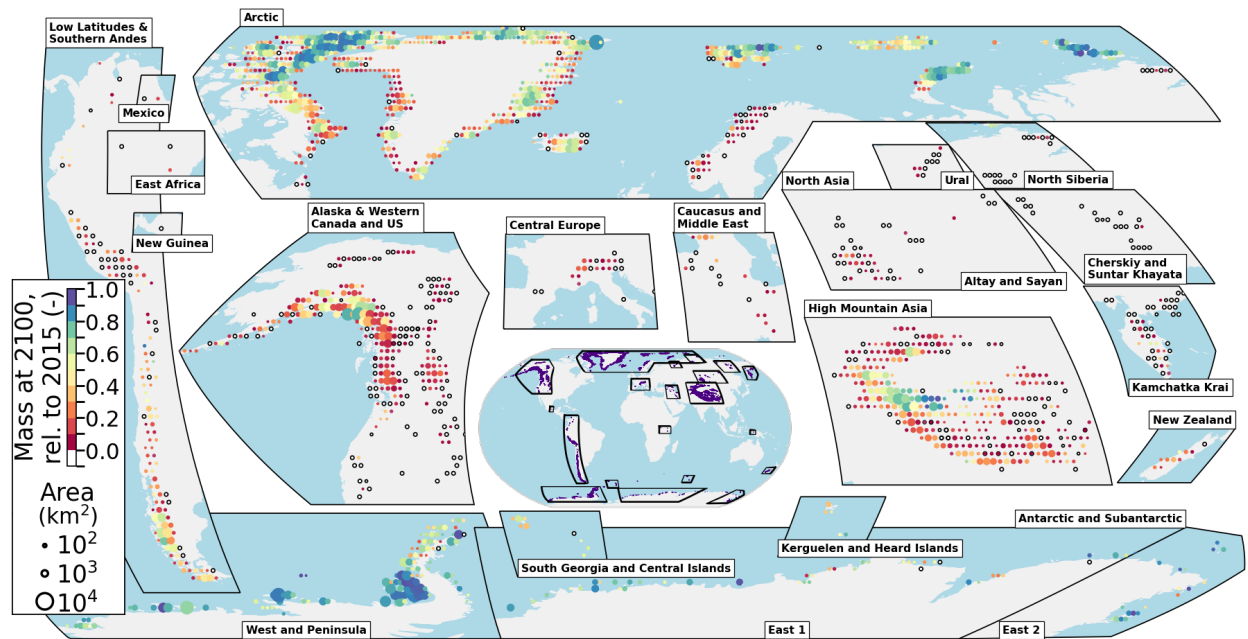 Low Latitudes &
Southern Andes
Arctic
Mexico
East Africa
New Guinea
Alaska & Western
Canada and US
Central Europe
Caucasus and
Middle East
North Asia
Ural
North Siberia
Altay and Sayan
Cherskiy and
Suntar Khayata
High Mountain Asia
Kamchatka Krai
New Zealand
Mass at 2100,
rel. to 2015 (-)
1.0
0.8
0.6
0.4
0.2
0.0
Area
(km²)
10²
10³
10⁴
Antarctic and Subantarctic
Kerguelen and Heard Islands
South Georgia and Central Islands
West and Peninsula
East 1
East 2